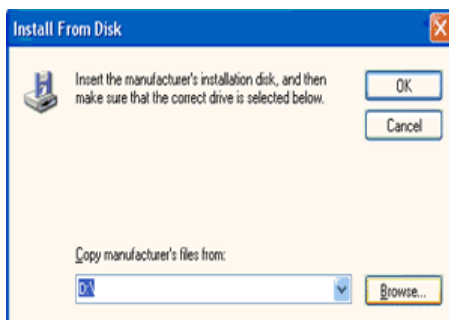 Install From Disk
Insert the manufacturer's installation disk, and then
make sure that the correct drive is selected below.
OK
Cancel
Copy manufacturer's files from:
D:\
Browse...